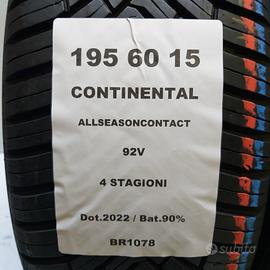 195 60 15
CONTINENTAL
ALLSEASONCONTACT
92V
4 STAGIONI
Dot.2022 / Bat.90%
BR1078
subito